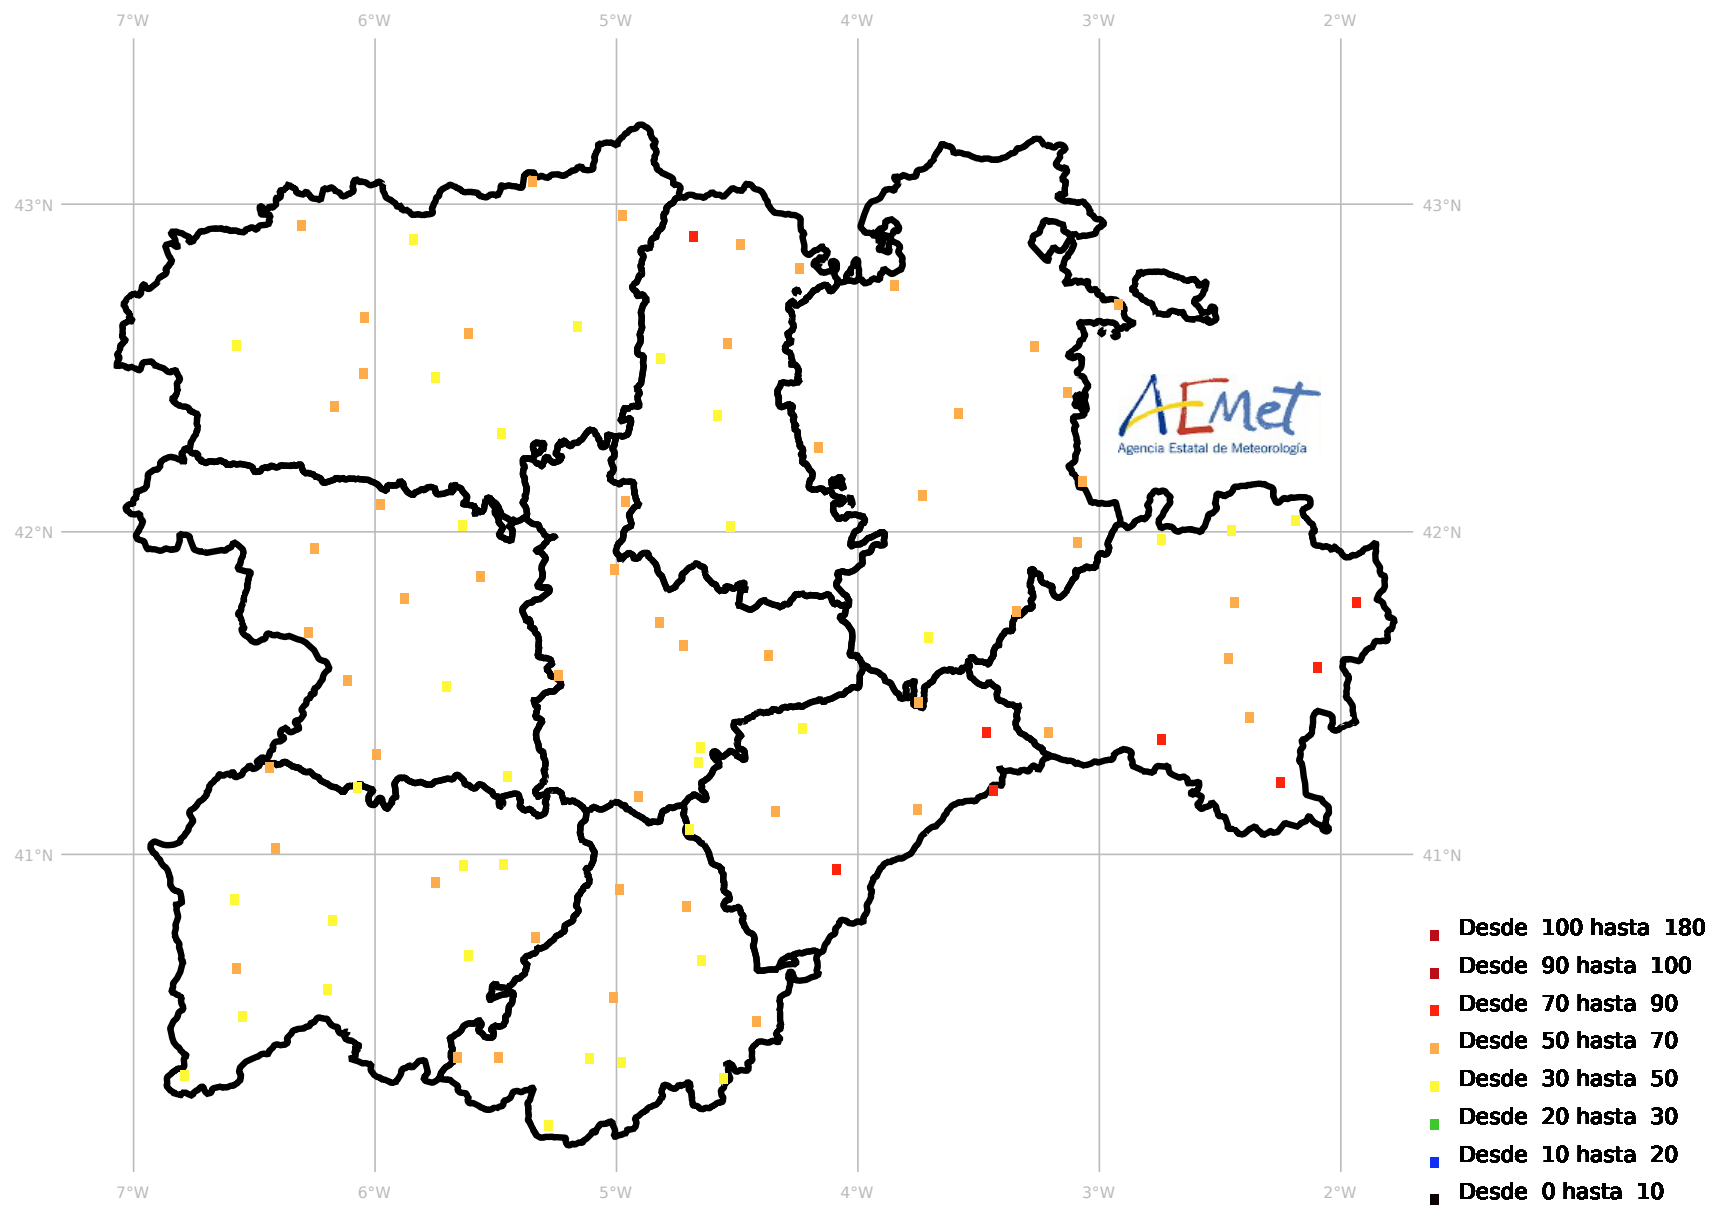 7°W 6°W 5°W 4°W 3°W 2°W
43°N 43°N
AEMet
Agencia Estatal de Meteorología
42°N 42°N
41°N 41°N
Desde 100 hasta 180
Desde 90 hasta 100
Desde 70 hasta 90
Desde 50 hasta 70
Desde 30 hasta 50
Desde 20 hasta 30
Desde 10 hasta 20
Desde 0 hasta 10
7°W 6°W 5°W 4°W 3°W 2°W